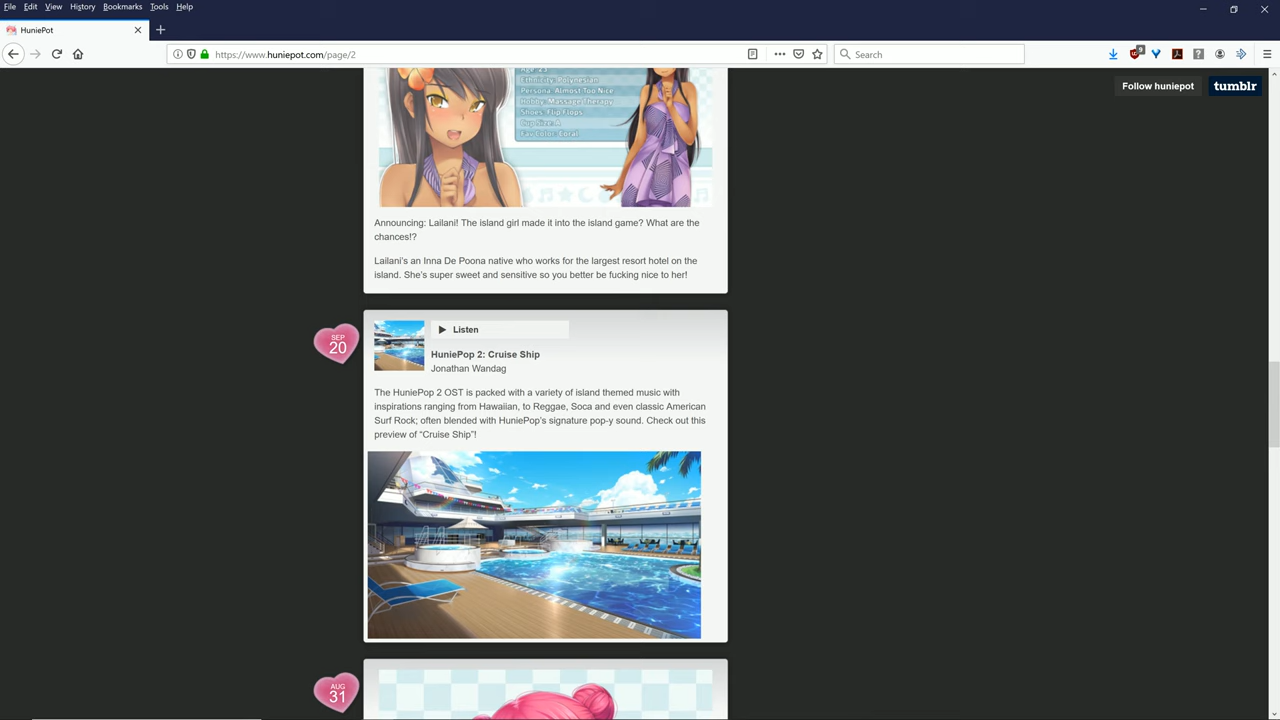 File Edit View History Bookmarks Tools Help
HuniePot
https://www.huniepot.com/page/2
Search
9
Follow huniepot
tumblr
Ethnicity: Polynesian
Persona: Almost Too Nice
Hobby: Massage Therapy
Shoes: Flip Flops
Cup Size: A
Fav Color: Coral
Announcing: Lailani! The island girl made it into the island game? What are the
chances!?
Lailani's an Inna De Poona native who works for the largest resort hotel on the
island. She's super sweet and sensitive so you better be fucking nice to her!
SEP
20
Listen
HuniePop 2: Cruise Ship
Jonathan Wandag
The HuniePop 2 OST is packed with a variety of island themed music with
inspirations ranging from Hawaiian, to Reggae, Soca and even classic American
Surf Rock; often blended with HuniePop's signature pop-y sound. Check out this
preview of “Cruise Ship”!
AUG
31